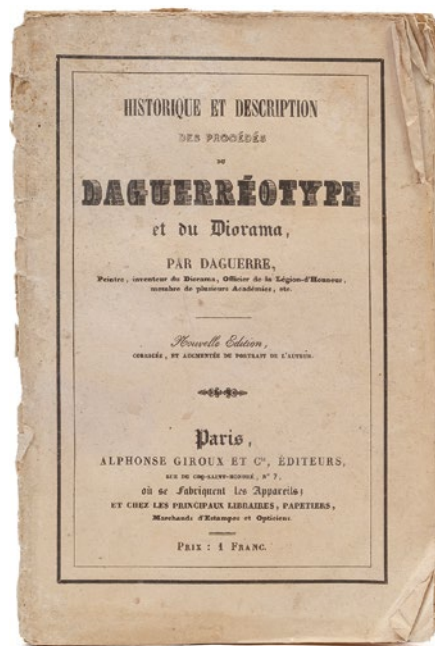 HISTORIQUE ET DESCRIPTION
DES PROCÉDÉS
DU
DAGUERRÉOTYPE
et du Diorama,
PAR DAGUERRE,
Peintre, inventeur du Diorama, Officier de la Légion-d'Honneur,
membre de plusieurs Académies, etc.
Nouvelle Edition,
CORRIGÉE, ET AUGMENTÉE DU PORTRAIT DE L'AUTEUR.
Paris,
ALPHONSE GIROUX ET Cie, ÉDITEURS,
RUE DU COQ-SAINT-HONORÉ, N° 7,
où se fabriquent les Appareils;
ET CHEZ LES PRINCIPAUX LIBRAIRES, PAPETIERS,
Marchands d'Estampes et Opticiens.
PRIX : 1 FRANC.